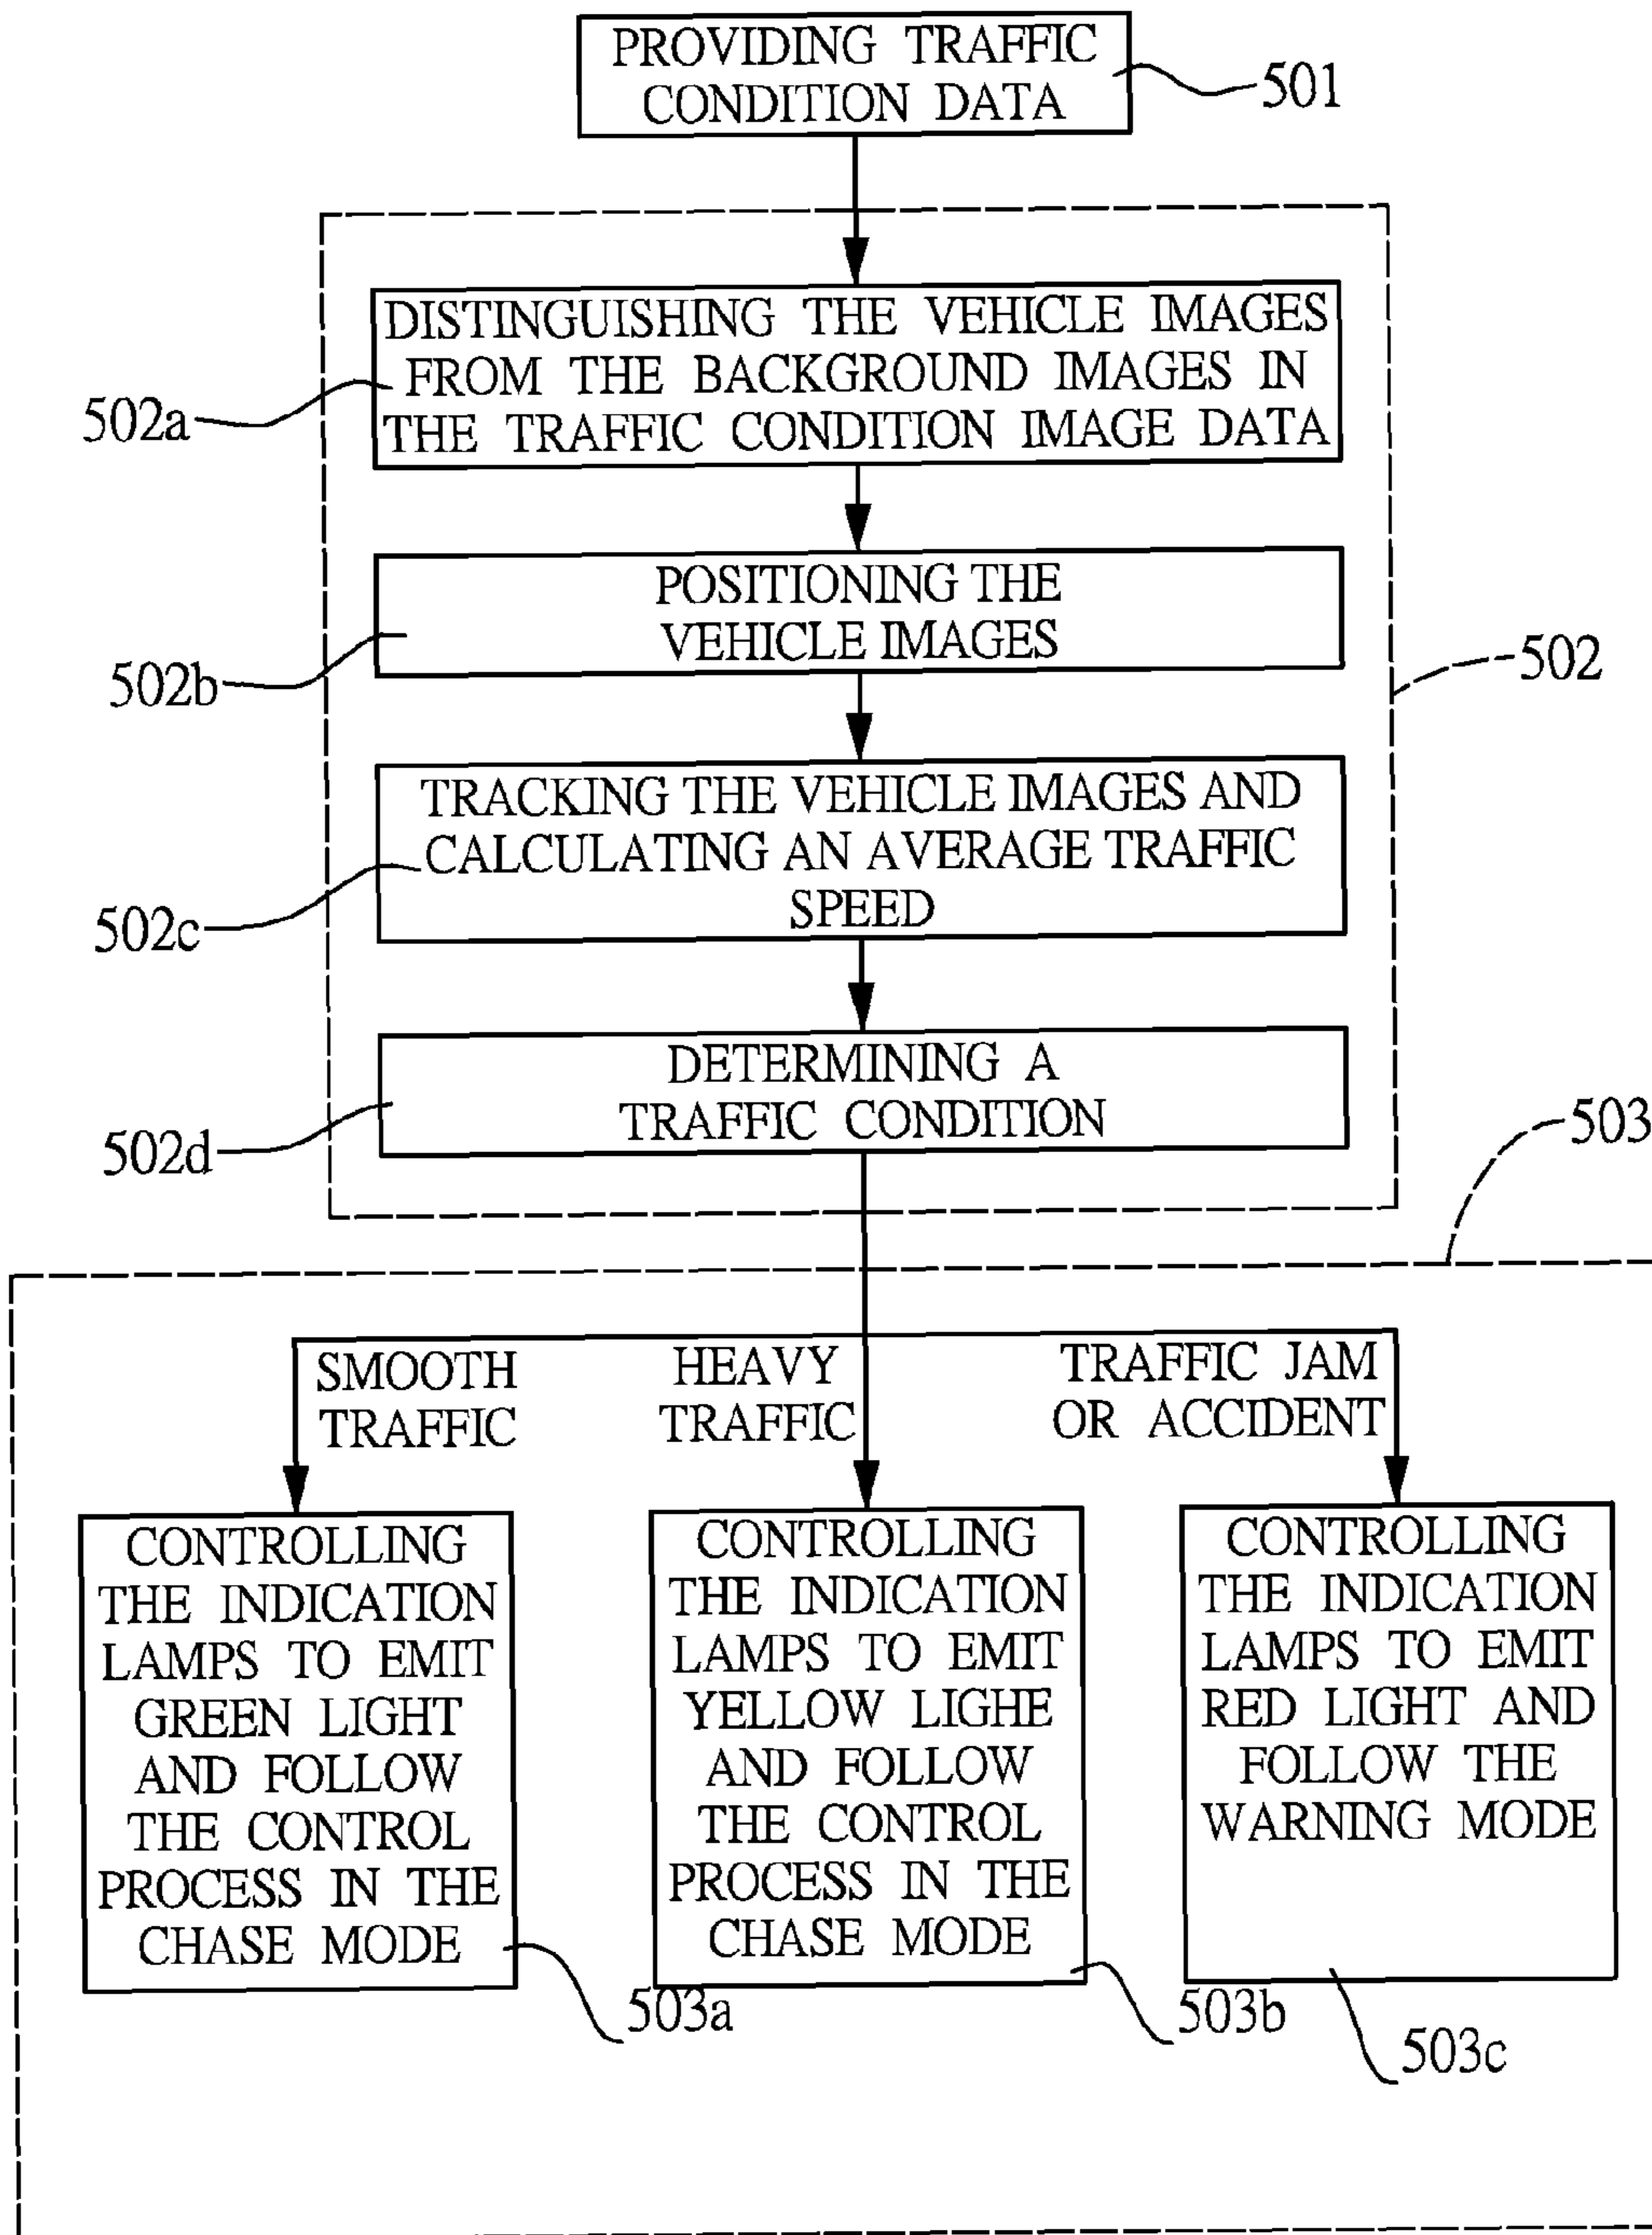 PROVIDING TRAFFIC
CONDITION DATA
501
DISTINGUISHING THE VEHICLE IMAGES
FROM THE BACKGROUND IMAGES IN
THE TRAFFIC CONDITION IMAGE DATA
502a
POSITIONING THE
VEHICLE IMAGES
502b
502
TRACKING THE VEHICLE IMAGES AND
CALCULATING AN AVERAGE TRAFFIC
SPEED
502c
DETERMINING A
TRAFFIC CONDITION
502d
503
SMOOTH
TRAFFIC
HEAVY
TRAFFIC
TRAFFIC JAM
OR ACCIDENT
CONTROLLING
THE INDICATION
LAMPS TO EMIT
GREEN LIGHT
AND FOLLOW
THE CONTROL
PROCESS IN THE
CHASE MODE
503a
CONTROLLING
THE INDICATION
LAMPS TO EMIT
YELLOW LIGHE
AND FOLLOW
THE CONTROL
PROCESS IN THE
CHASE MODE
503b
CONTROLLING
THE INDICATION
LAMPS TO EMIT
RED LIGHT AND
FOLLOW THE
WARNING MODE
503c